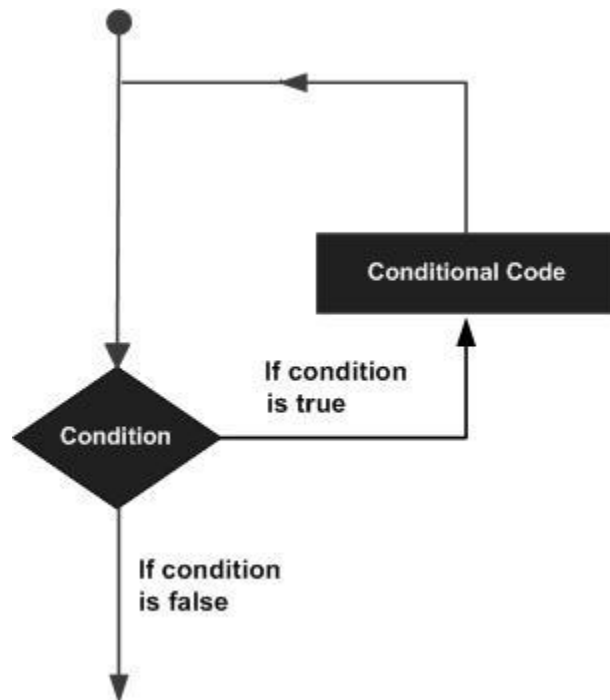 Conditional Code
If condition
is true
Condition
If condition
is false